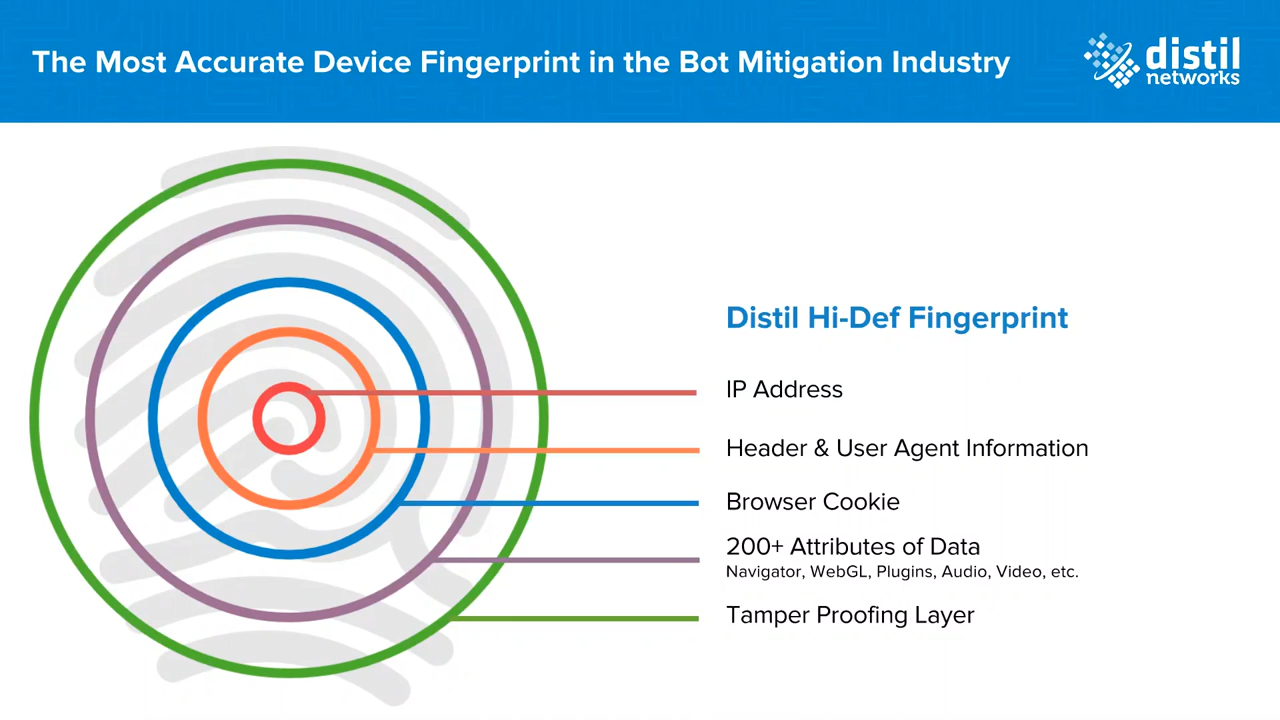 The Most Accurate Device Fingerprint in the Bot Mitigation Industry
distil
networks
Distil Hi-Def Fingerprint
IP Address
Header & User Agent Information
Browser Cookie
200+ Attributes of Data
Navigator, WebGL, Plugins, Audio, Video, etc.
Tamper Proofing Layer